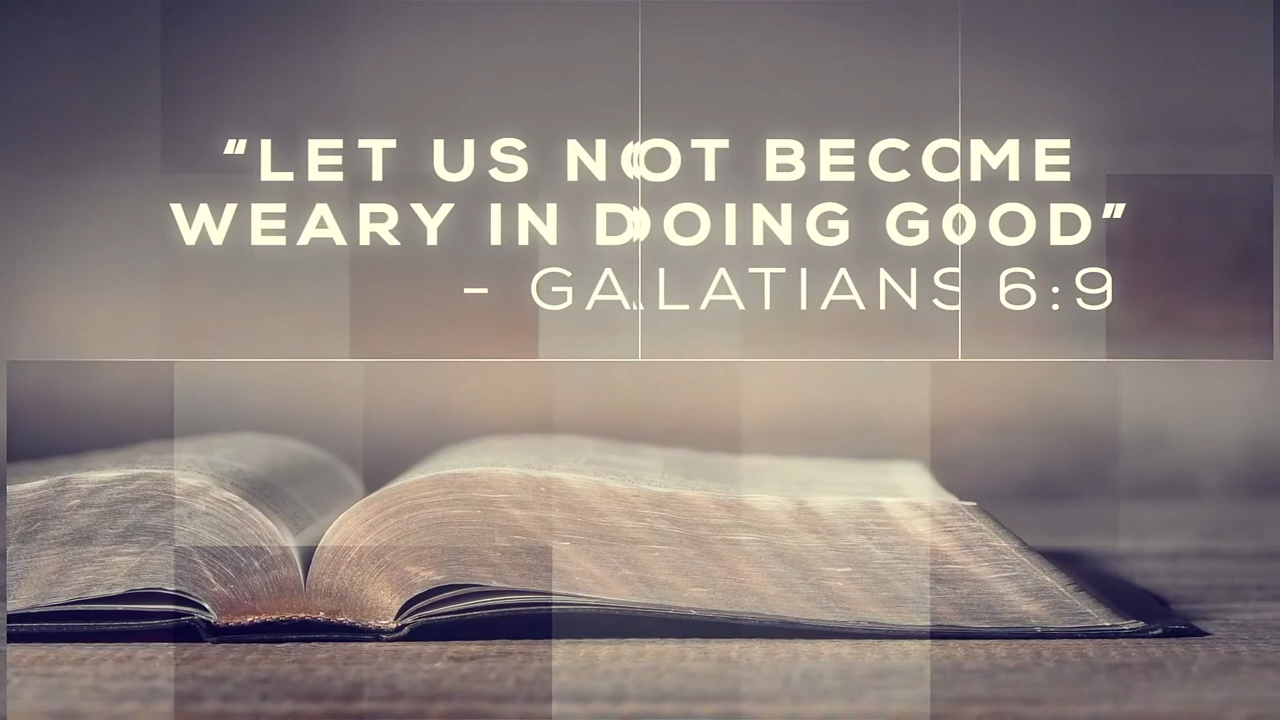 “LET US NOT BECOME
WEARY IN DOING GOOD”
– GALATIANS 6:9